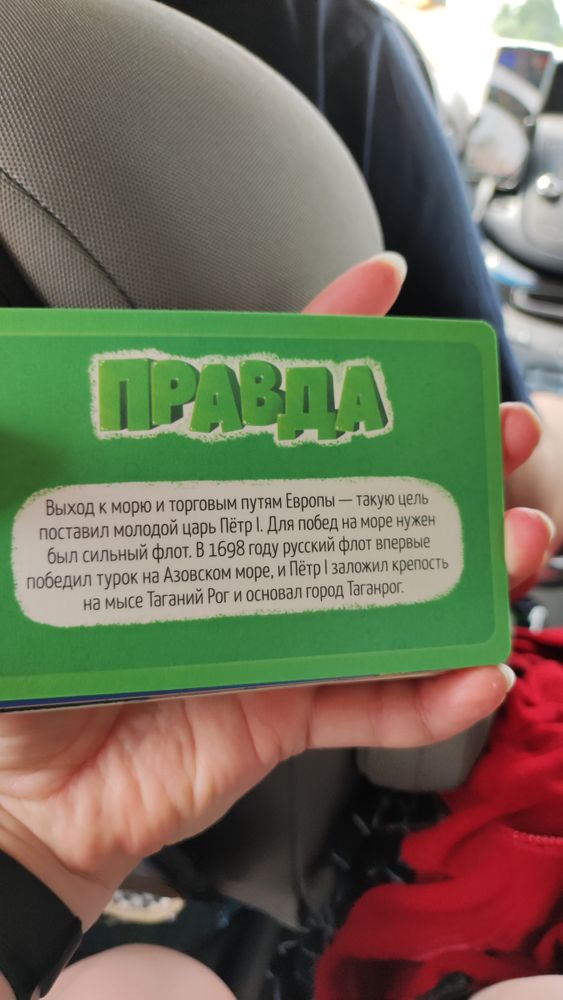 ПРАВДА
Выход к морю и торговым путям Европы — такую цель
поставил молодой царь Пётр I. Для побед на море нужен
был сильный флот. В 1698 году русский флот впервые
победил турок на Азовском море, и Пётр I заложил крепость
на мысе Таганий Рог и основал город Таганрог.